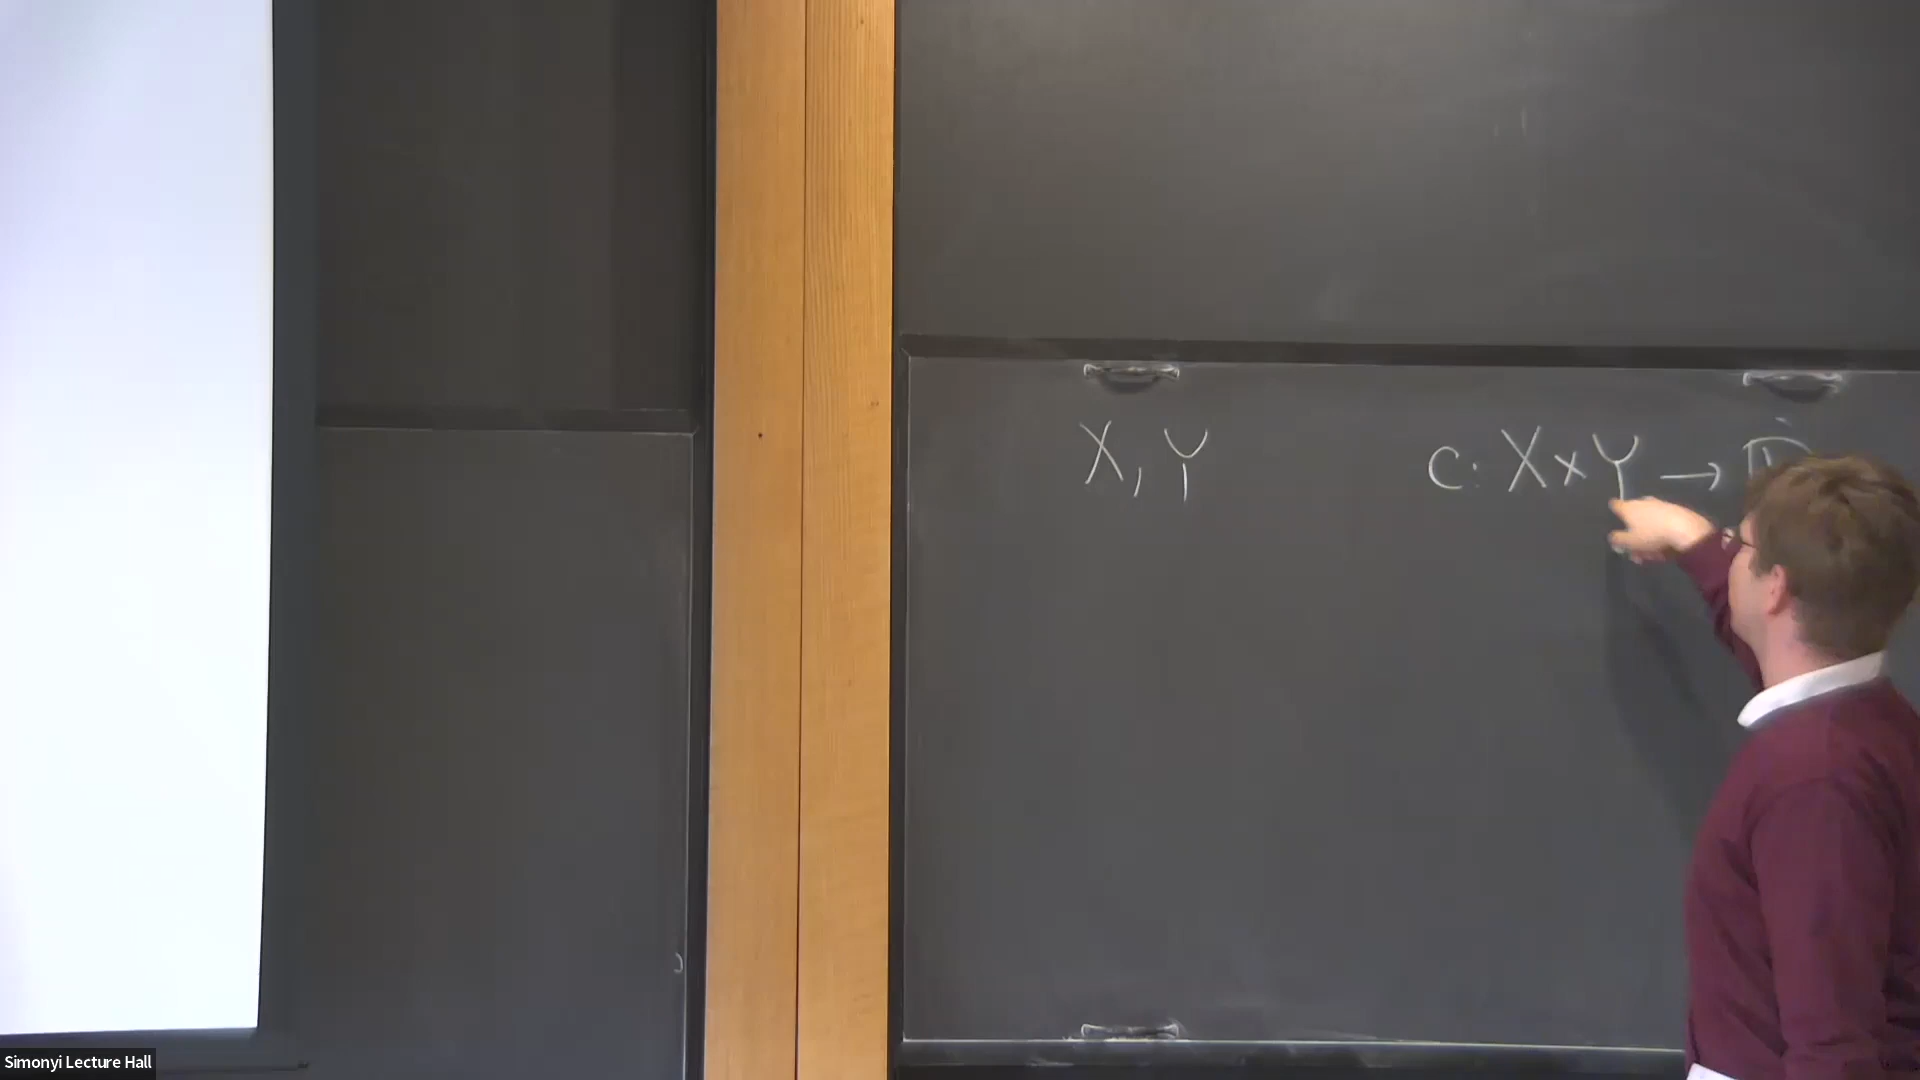 X, Y
c: X × Y →
Simonyi Lecture Hall